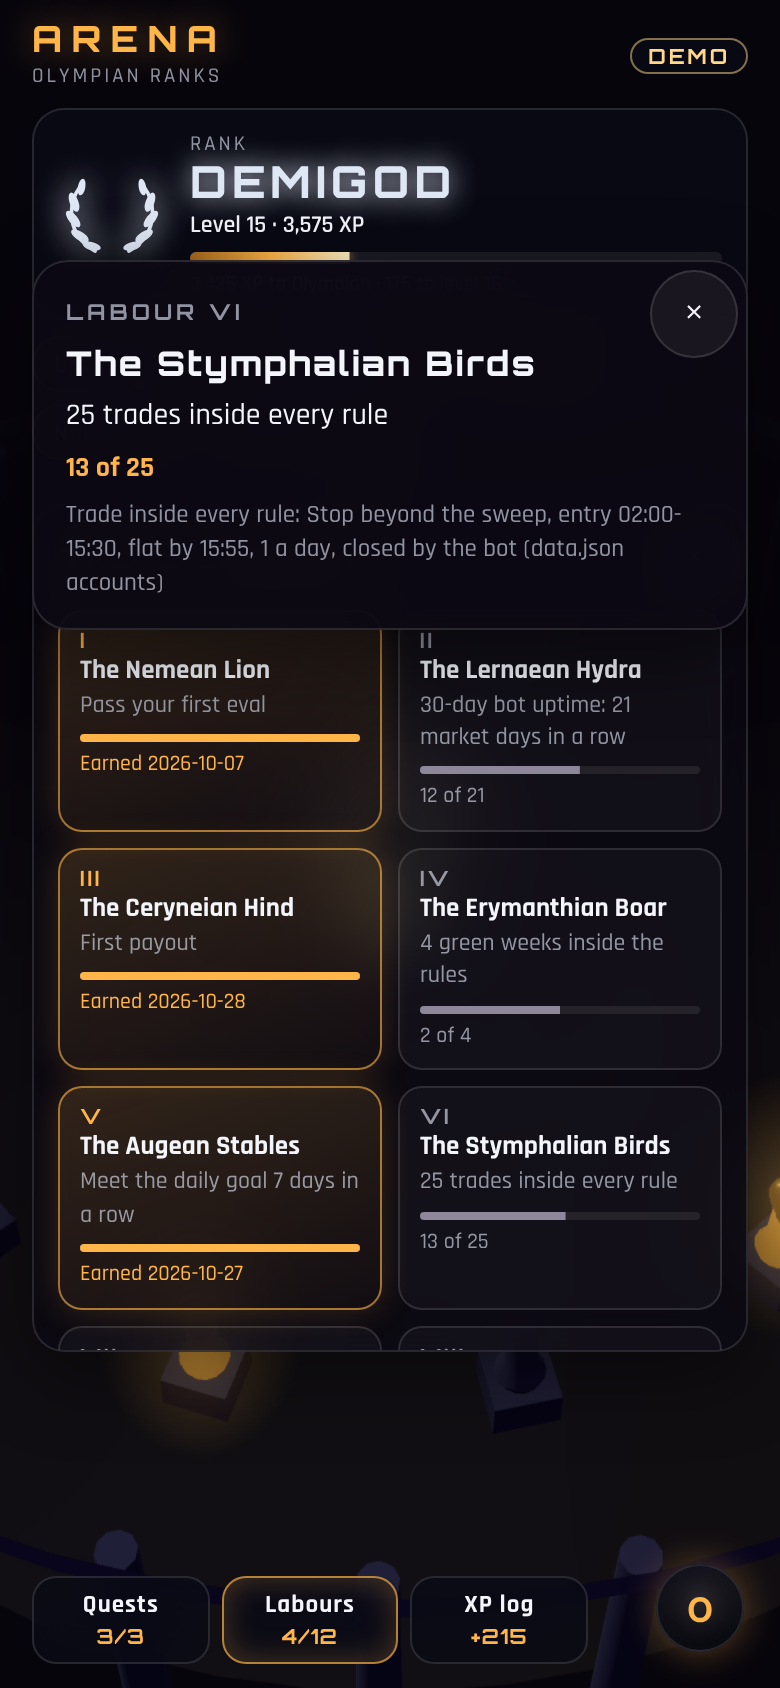 ARENA
OLYMPIAN RANKS
DEMO
RANK
DEMIGOD
Level 15 · 3,575 XP
LABOUR VI
×
The Stymphalian Birds
25 trades inside every rule
13 of 25
Trade inside every rule: Stop beyond the sweep, entry 02:00-
15:30, flat by 15:55, 1 a day, closed by the bot (data.json
accounts)
I
The Nemean Lion
Pass your first eval
Earned 2026-10-07
II
The Lernaean Hydra
30-day bot uptime: 21
market days in a row
12 of 21
III
The Ceryneian Hind
First payout
Earned 2026-10-28
IV
The Erymanthian Boar
4 green weeks inside the
rules
2 of 4
V
The Augean Stables
Meet the daily goal 7 days in
a row
Earned 2026-10-27
VI
The Stymphalian Birds
25 trades inside every rule
13 of 25
Quests
3/3
Labours
4/12
XP log
+215
O